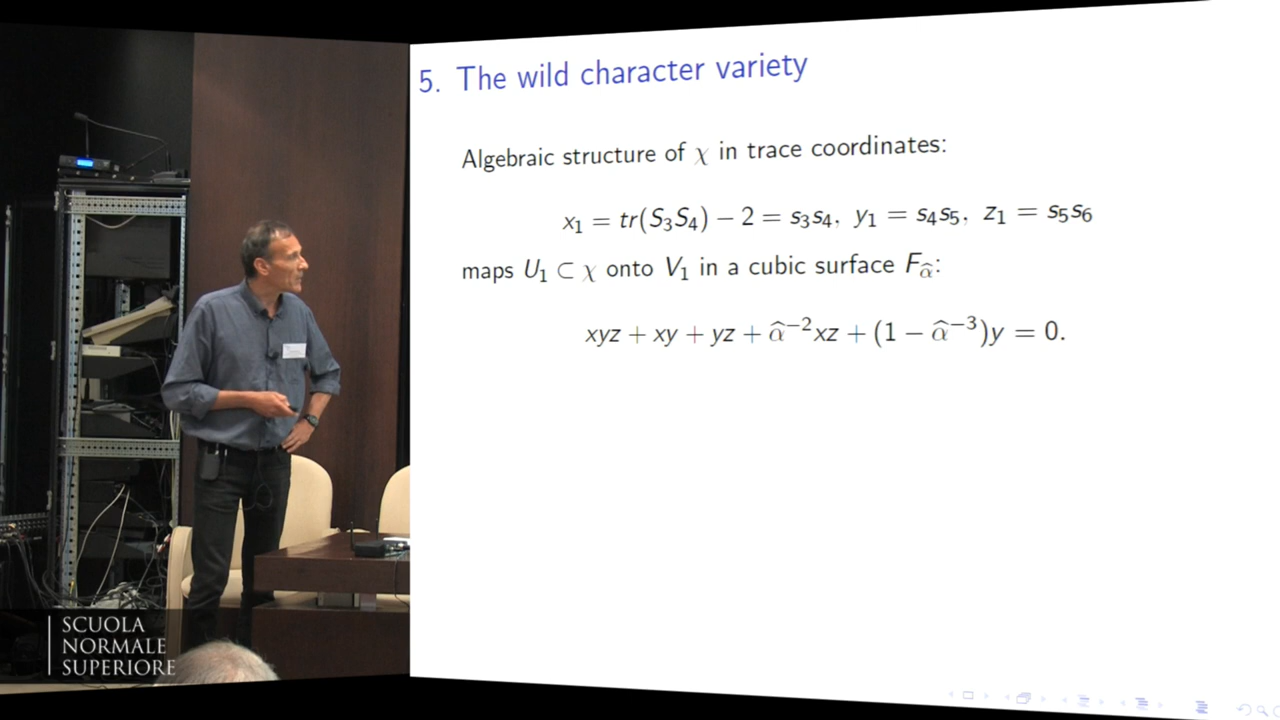 5. The wild character variety
Algebraic structure of χ in trace coordinates:
x₁ = tr(S₃S₄) − 2 = s₃s₄, y₁ = s₄s₅, z₁ = s₅s₆
maps U₁ ⊂ χ onto V₁ in a cubic surface F_α̂:
xyz + xy + yz + α̂⁻²xz + (1 − α̂⁻³)y = 0.
SCUOLA
NORMALE
SUPERIORE